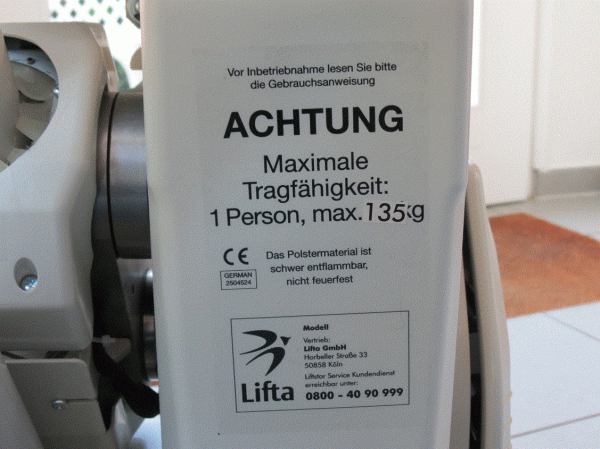 Vor Inbetriebnahme lesen Sie bitte
die Gebrauchsanweisung
ACHTUNG
Maximale
Tragfähigkeit:
1 Person, max. 135kg
CE
Das Polstermaterial ist
schwer entflammbar,
nicht feuerfest
GERMAN
2504524
Modell
Vertrieb:
Lifta GmbH
Horbeller Straße 33
50858 Köln
Liftstar Service Kundendienst
erreichbar unter:
0800 - 40 90 999
Lifta